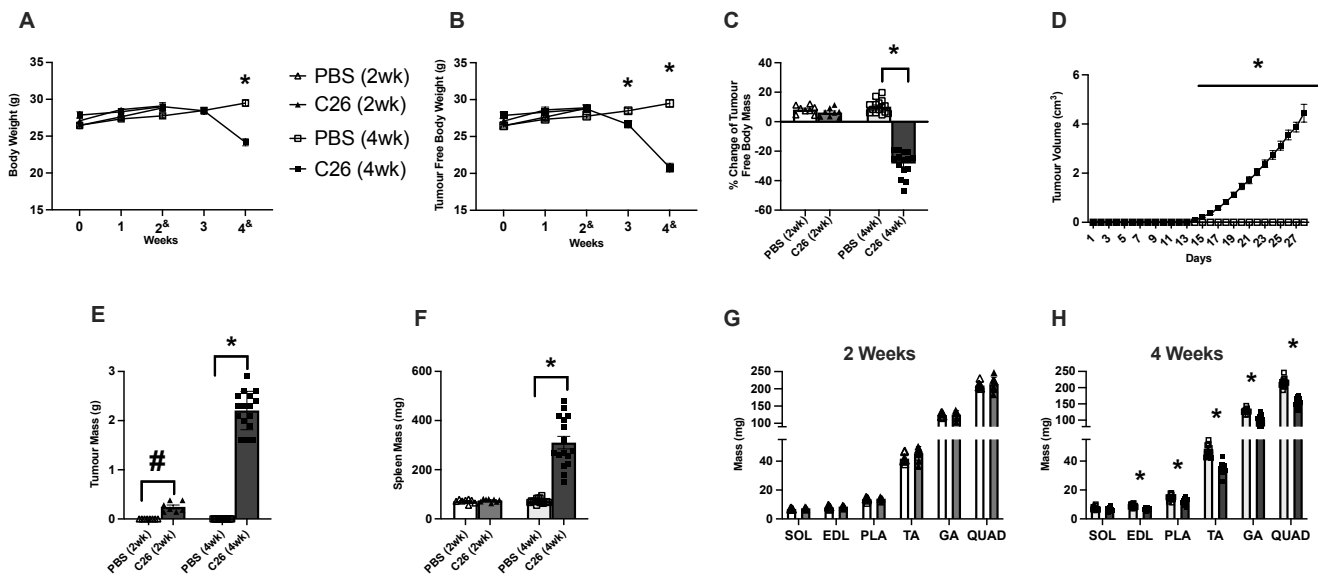 A
B
C
D
Body Weight (g)
35
30
25
20
15
0
1
2&
3
4&
Weeks
*
PBS (2wk)
C26 (2wk)
PBS (4wk)
C26 (4wk)
Tumour Free Body Weight (g)
35
30
25
20
15
0
1
2&
3
4&
Weeks
*
*
% Change of Tumour
Free Body Mass
40
20
0
-20
-40
-60
*
PBS (2wk)
C26 (2wk)
PBS (4wk)
C26 (4wk)
Tumour Volume (cm3)
6
4
2
0
*
1
3
5
7
9
11
13
15
17
19
21
23
25
27
Days
E
F
G
H
Tumour Mass (g)
3
2
1
0
#
*
PBS (2wk)
C26 (2wk)
PBS (4wk)
C26 (4wk)
Spleen Mass (mg)
600
400
200
0
*
PBS (2wk)
C26 (2wk)
PBS (4wk)
C26 (4wk)
2 Weeks
Mass (mg)
250
200
150
100
60
40
20
0
SOL
EDL
PLA
TA
GA
QUAD
4 Weeks
Mass (mg)
250
200
150
100
60
40
20
0
*
*
*
*
*
SOL
EDL
PLA
TA
GA
QUAD